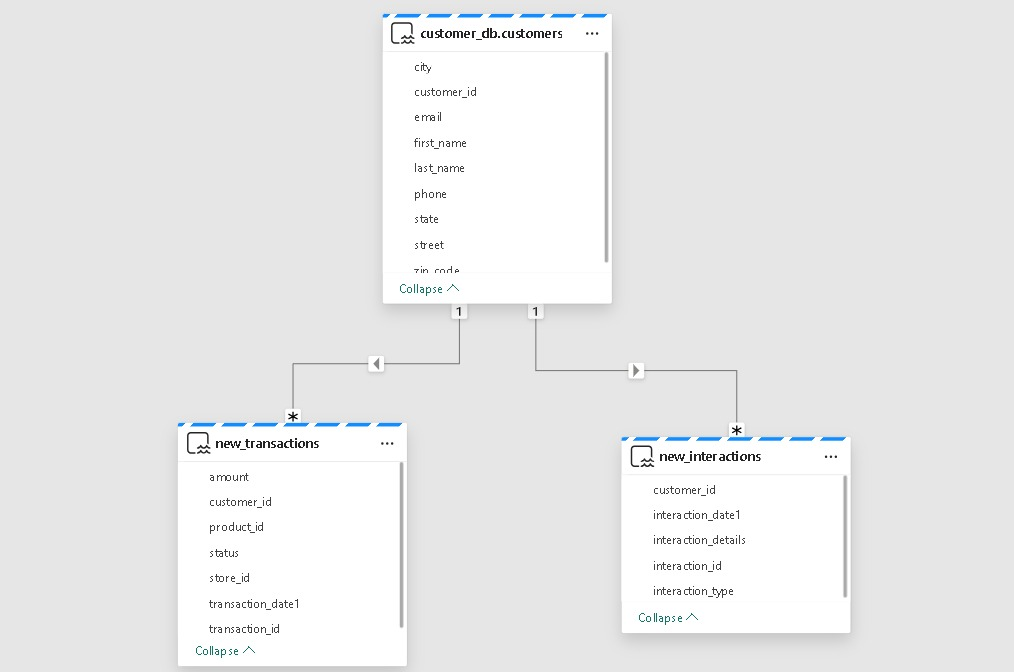 customer_db.customers ...
city
customer_id
email
first_name
last_name
phone
state
street
zip_code
Collapse
1 1
* *
new_transactions ...
amount
customer_id
product_id
status
store_id
transaction_date1
transaction_id
Collapse
new_interactions ...
customer_id
interaction_date1
interaction_details
interaction_id
interaction_type
Collapse